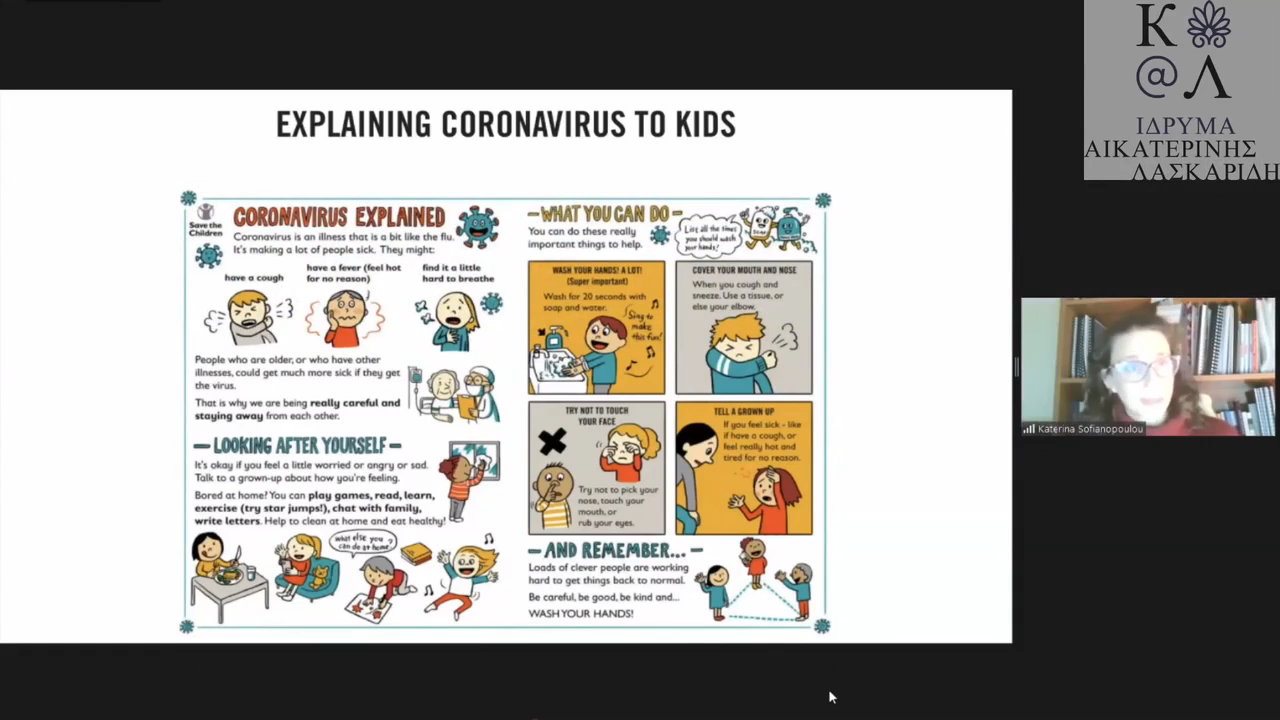 EXPLAINING CORONAVIRUS TO KIDS
Save the
Children
CORONAVIRUS EXPLAINED
Coronavirus is an illness that is a bit like the flu.
It's making a lot of people sick. They might:
have a cough
have a fever (feel hot
for no reason)
find it a little
hard to breathe
People who are older, or who have other
illnesses, could get much more sick if they get
the virus.
That is why we are being really careful and
staying away from each other.
LOOKING AFTER YOURSELF
It's okay if you feel a little worried or angry or sad.
Talk to a grown-up about how you're feeling.
Bored at home? You can play games, read, learn,
exercise (try star jumps!), chat with family,
write letters. Help to clean at home and eat healthy!
What else you
can do at home?
WHAT YOU CAN DO
You can do these really
important things to help.
List all the times
you should wash
your hands!
WASH YOUR HANDS! A LOT!
(Super important)
Wash for 20 seconds with
soap and water.
Sing to
make
this fun!
COVER YOUR MOUTH AND NOSE
When you cough and
sneeze. Use a tissue, or
else your elbow.
TRY NOT TO TOUCH
YOUR FACE
Try not to pick your
nose, touch your
mouth, or
rub your eyes.
TELL A GROWN UP
If you feel sick - like
if have a cough, or
feel really hot and
tired for no reason.
AND REMEMBER...
Loads of clever people are working
hard to get things back to normal.
Be careful, be good, be kind and...
WASH YOUR HANDS!
Κ
@ Λ
ΙΔΡΥΜΑ
ΑΙΚΑΤΕΡΙΝΗΣ
ΛΑΣΚΑΡΙΔΗ
Katerina Sofianopoulou